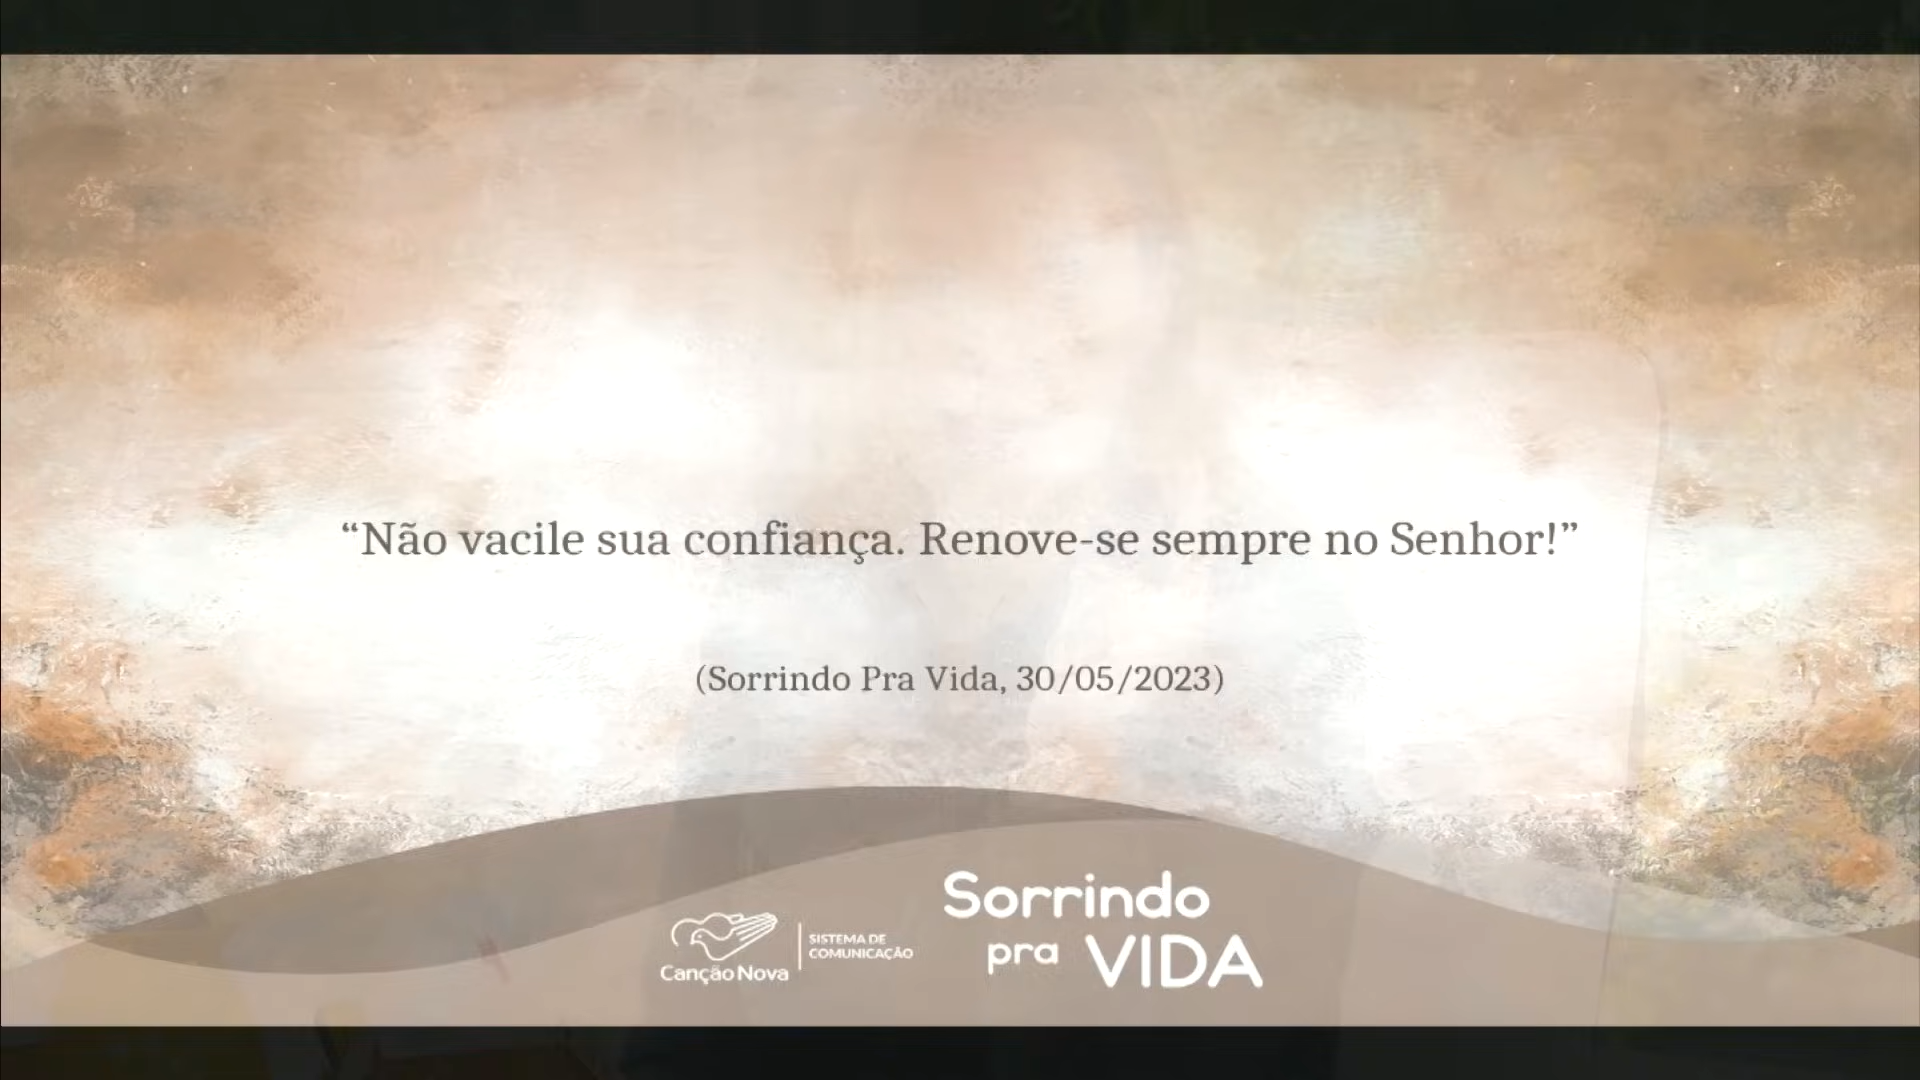 “Não vacile sua confiança. Renove-se sempre no Senhor!”
(Sorrindo Pra Vida, 30/05/2023)
Canção Nova
SISTEMA DE
COMUNICAÇÃO
Sorrindo
pra VIDA